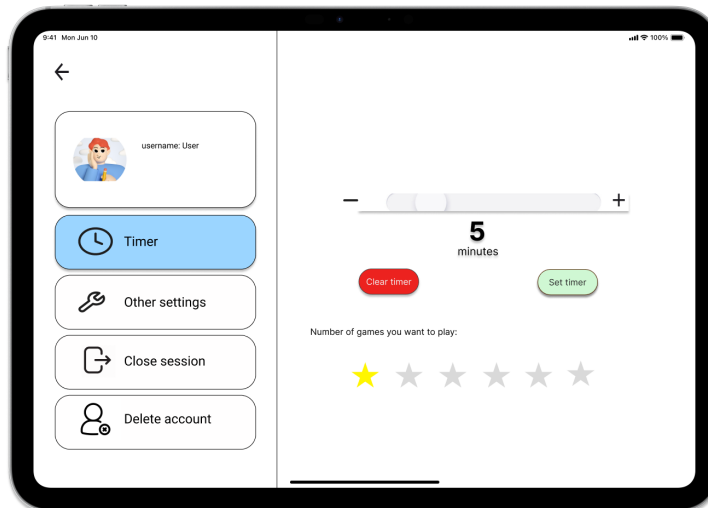 9:41 Mon Jun 10
100%
username: User
Timer
Other settings
Close session
Delete account
5
minutes
Clear timer
Set timer
Number of games you want to play: